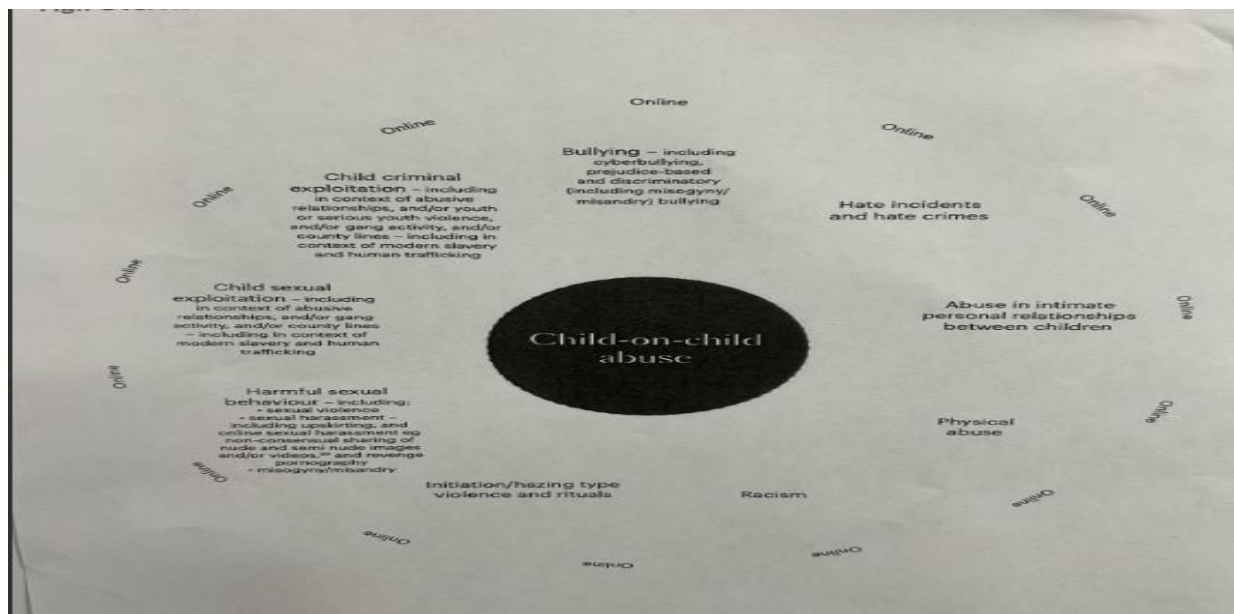 Online
Online
Online
Bullying – including
cyberbullying,
prejudice-based
and discriminatory
(including misogyny/
misandry) bullying
Child criminal
exploitation – including
in context of abusive
relationships, and/or youth
or serious youth violence,
and/or gang activity, and/or
county lines – including in
context of modern slavery
and human trafficking
Online
Online
Hate incidents
and hate crimes
Online
Child sexual
exploitation – including
in context of abusive
relationships, and/or gang
activity, and/or county lines
– including in context of
modern slavery and human
trafficking
Abuse in intimate
personal relationships
between children
Online
Child-on-child
abuse
Online
Harmful sexual
behaviour – including:
• sexual violence
• sexual harassment –
including upskirting, and
online sexual harassment eg
non-consensual sharing of
nude and semi nude images
and/or videos, and revenge
pornography
• misogyny/misandry
Online
Physical
abuse
Online
Initiation/hazing type
violence and rituals
Racism
Online
Online
Online
Online